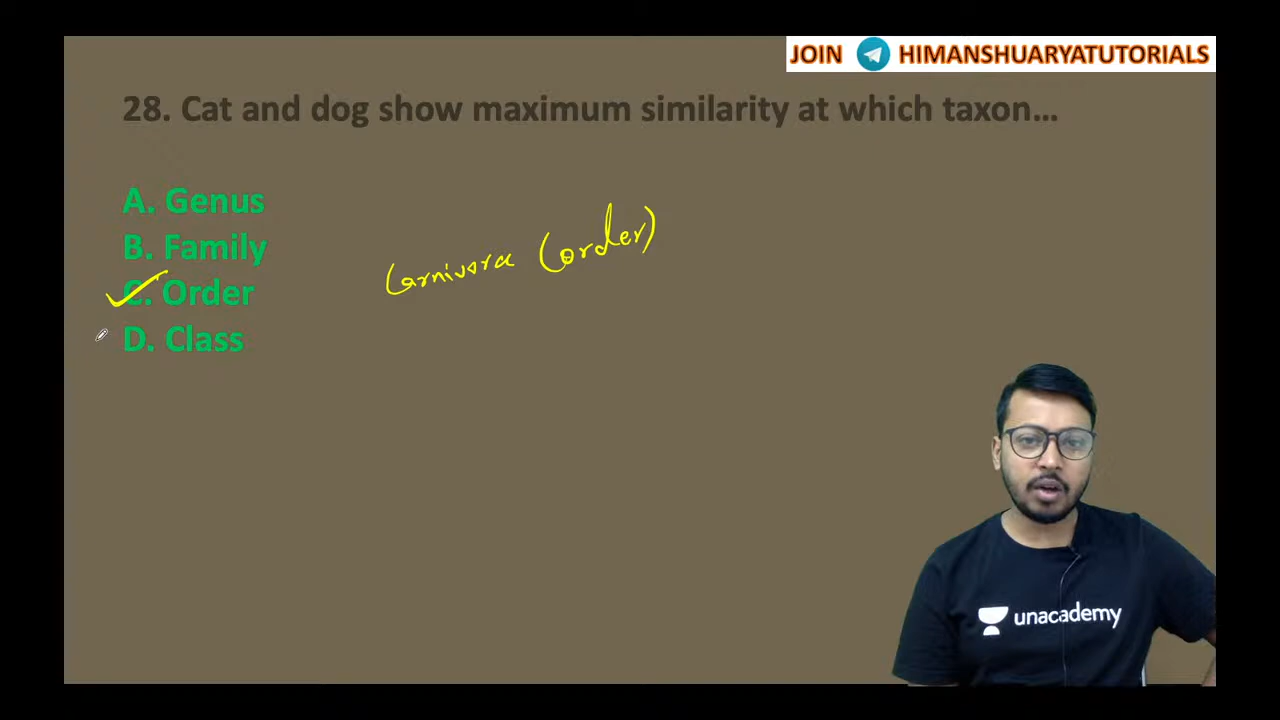 JOIN HIMANSHUARYATUTORIALS
28. Cat and dog show maximum similarity at which taxon...
A. Genus
B. Family
C. Order
D. Class
Carnivora (order)
unacademy